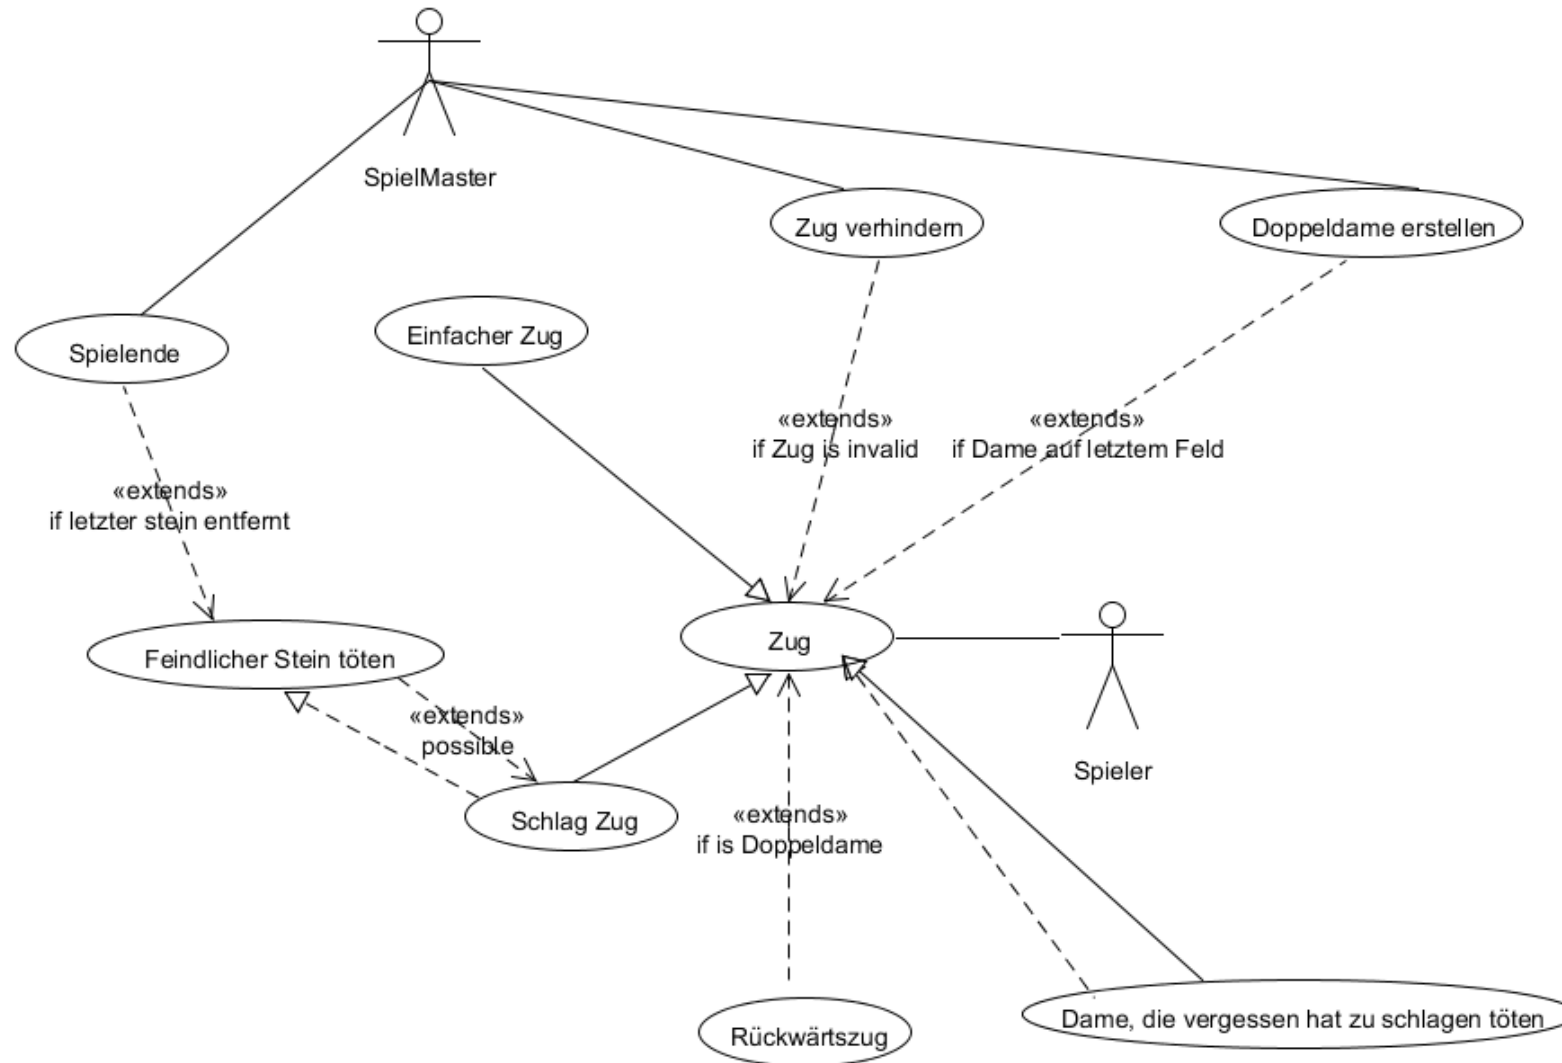 SpielMaster
Zug verhindern
Doppeldame erstellen
Einfacher Zug
Spielende
«extends»
if Zug is invalid
«extends»
if Dame auf letztem Feld
«extends»
if letzter stein entfernt
Zug
Feindlicher Stein töten
«extends»
possible
Spieler
Schlag Zug
«extends»
if is Doppeldame
Dame, die vergessen hat zu schlagen töten
Rückwärtszug